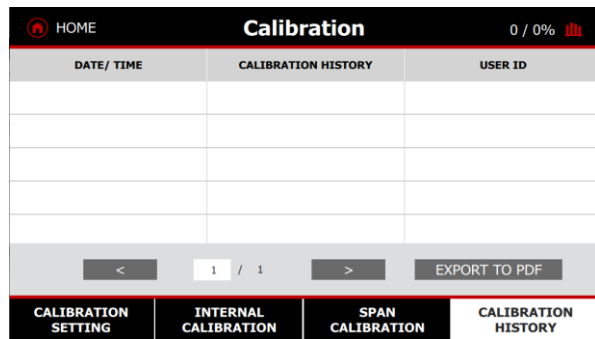 HOME
Calibration
0 / 0%
DATE/ TIME
CALIBRATION HISTORY
USER ID
<
1 / 1
>
EXPORT TO PDF
CALIBRATION
SETTING
INTERNAL
CALIBRATION
SPAN
CALIBRATION
CALIBRATION
HISTORY